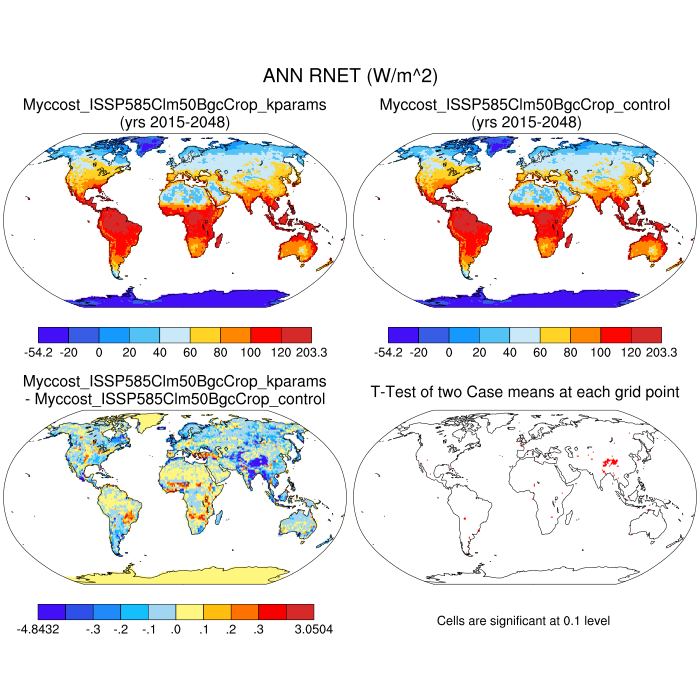 ANN RNET (W/m^2)
Myccost_ISSP585Clm50BgcCrop_kparams
(yrs 2015-2048)
Myccost_ISSP585Clm50BgcCrop_control
(yrs 2015-2048)
-54.2 -20 0 20 40 60 80 100 120 203.3
-54.2 -20 0 20 40 60 80 100 120 203.3
Myccost_ISSP585Clm50BgcCrop_kparams
- Myccost_ISSP585Clm50BgcCrop_control
T-Test of two Case means at each grid point
-4.8432 -.3 -.2 -.1 .0 .1 .2 .3 3.0504
Cells are significant at 0.1 level